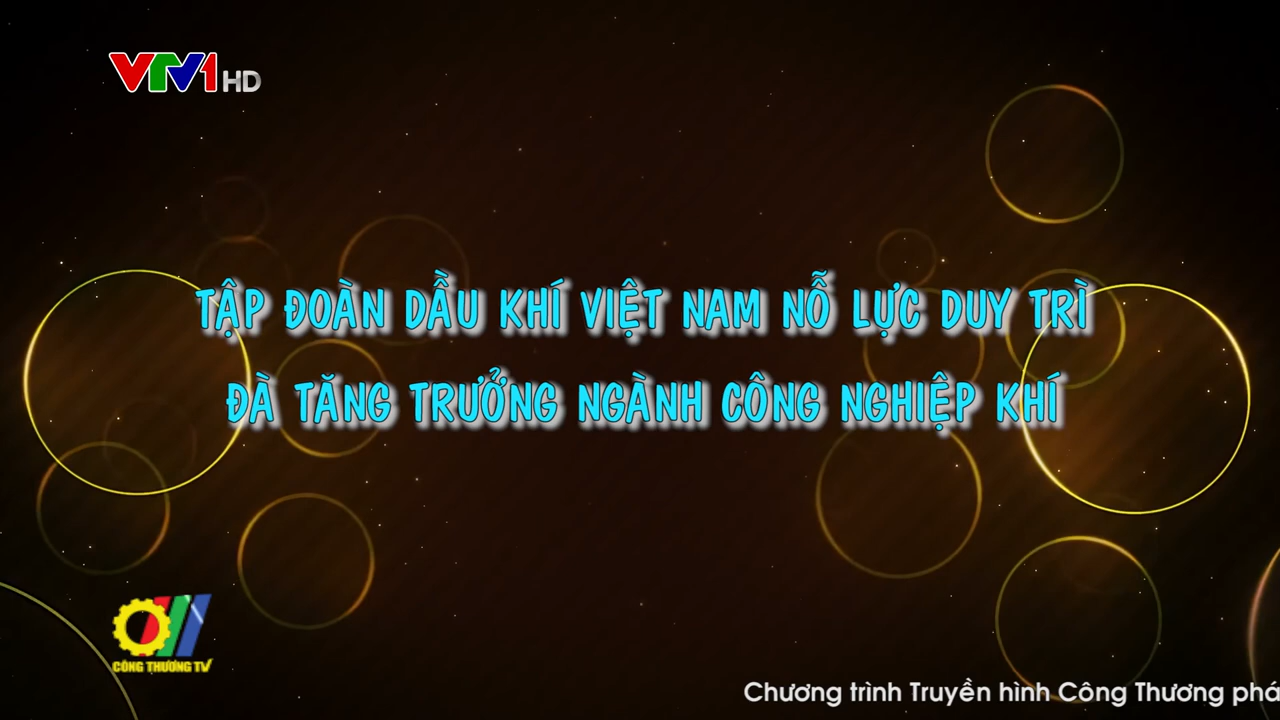 VTV1 HD
TẬP ĐOÀN DẦU KHÍ VIỆT NAM NỖ LỰC DUY TRÌ
ĐÀ TĂNG TRƯỞNG NGÀNH CÔNG NGHIỆP KHÍ
CÔNG THƯƠNG TV
Chương trình Truyền hình Công Thương phá